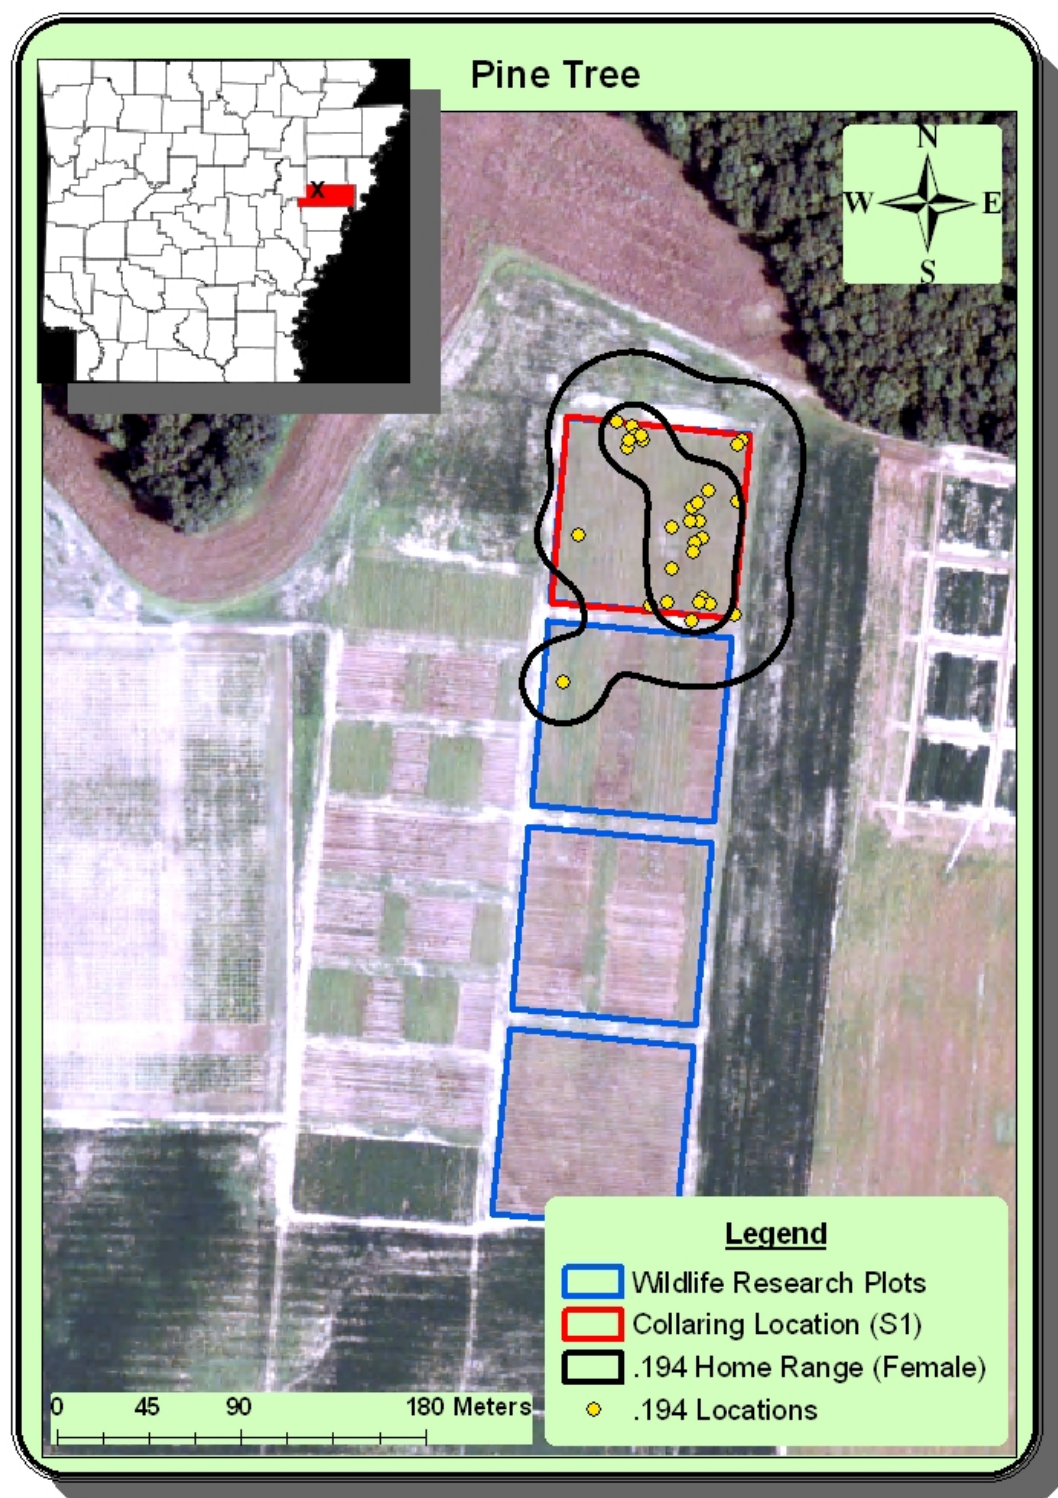 Pine Tree
X
N
W E
S
Legend
Wildlife Research Plots
Collaring Location (S1)
.194 Home Range (Female)
.194 Locations
0 45 90 180 Meters